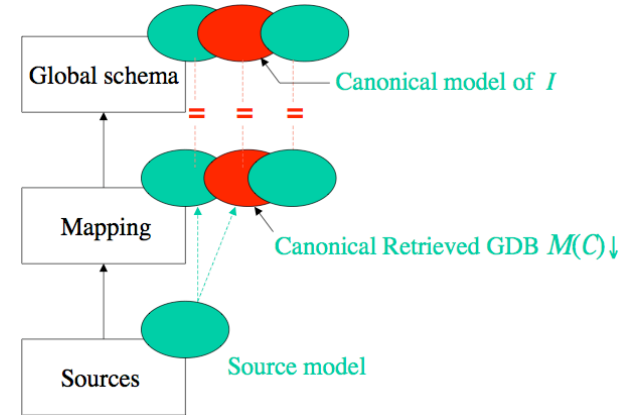 Global schema
Canonical model of I
= = =
Mapping
Canonical Retrieved GDB M(C)↓
Source model
Sources